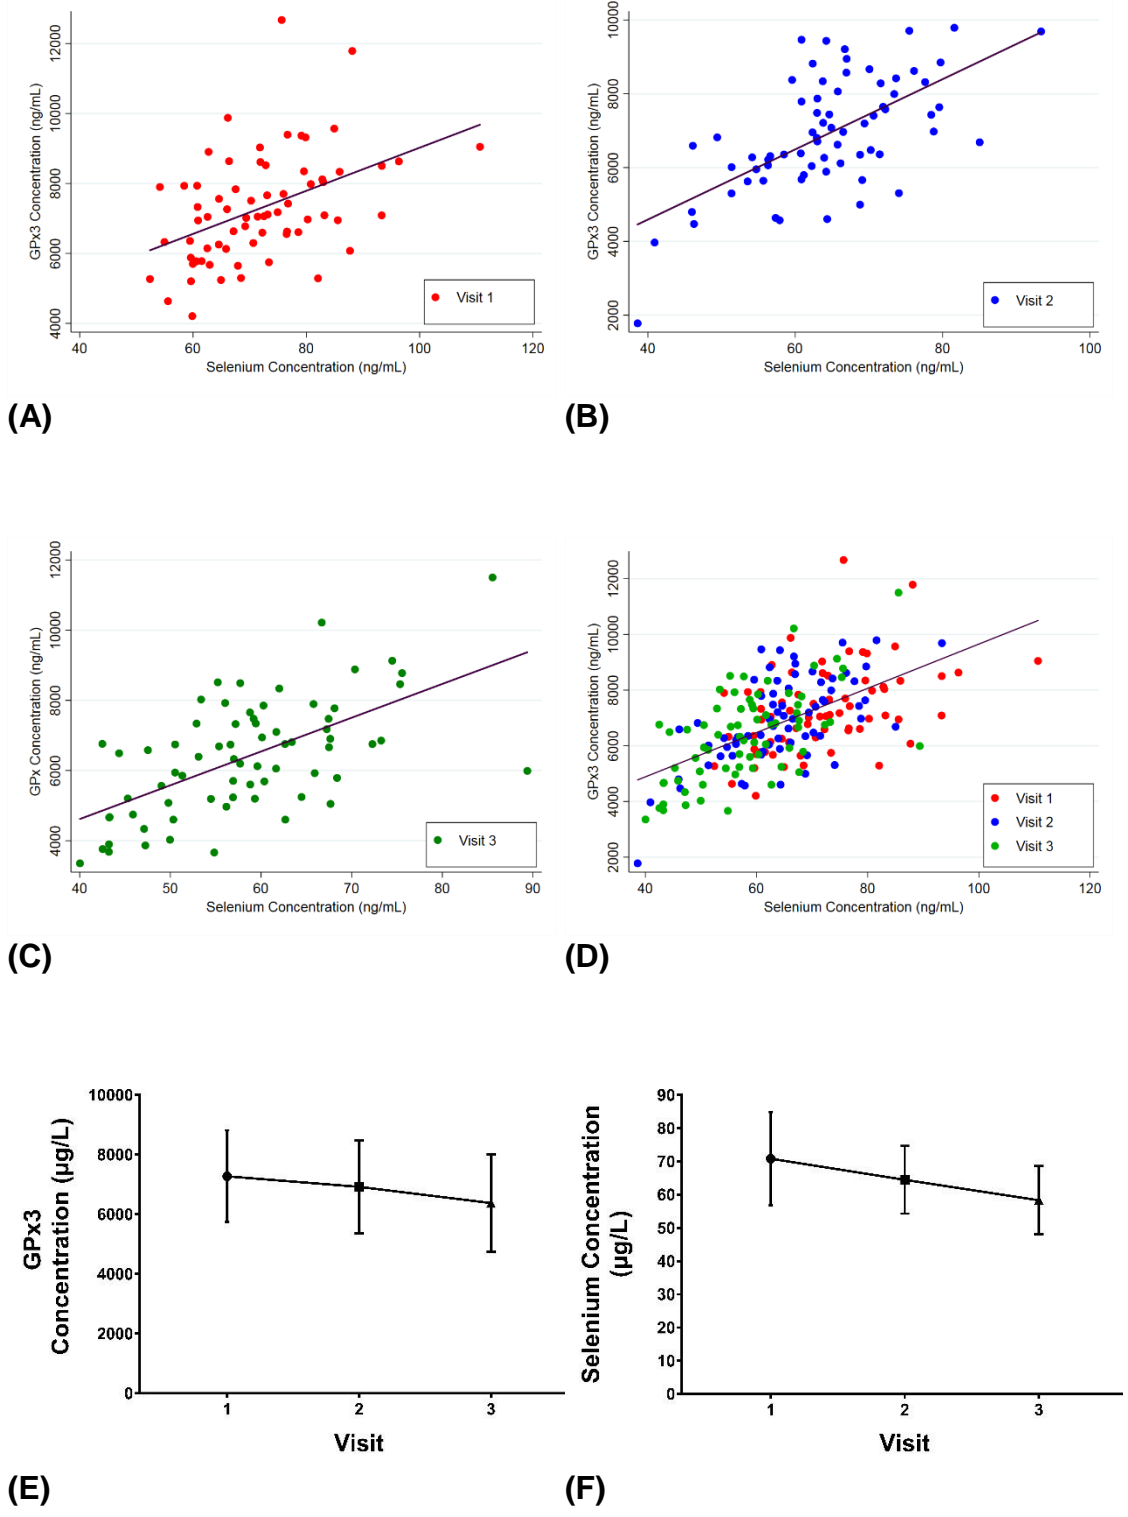 12000
10000
8000
6000
4000
GPx3 Concentration (ng/mL)
Visit 1
40 60 80 100 120
Selenium Concentration (ng/mL)
(A)
10000
8000
6000
4000
2000
GPx3 Concentration (ng/mL)
Visit 2
40 60 80 100
Selenium Concentration (ng/mL)
(B)
12000
10000
8000
6000
4000
GPx Concentration (ng/mL)
Visit 3
40 50 60 70 80 90
Selenium Concentration (ng/mL)
(C)
12000
10000
8000
6000
4000
2000
GPx3 Concentration (ng/mL)
Visit 1
Visit 2
Visit 3
40 60 80 100 120
Selenium Concentration (ng/mL)
(D)
10000
8000
6000
4000
2000
0
GPx3
Concentration (µg/L)
1 2 3
Visit
(E)
90
80
70
60
50
40
30
20
10
0
Selenium Concentration
(µg/L)
1 2 3
Visit
(F)